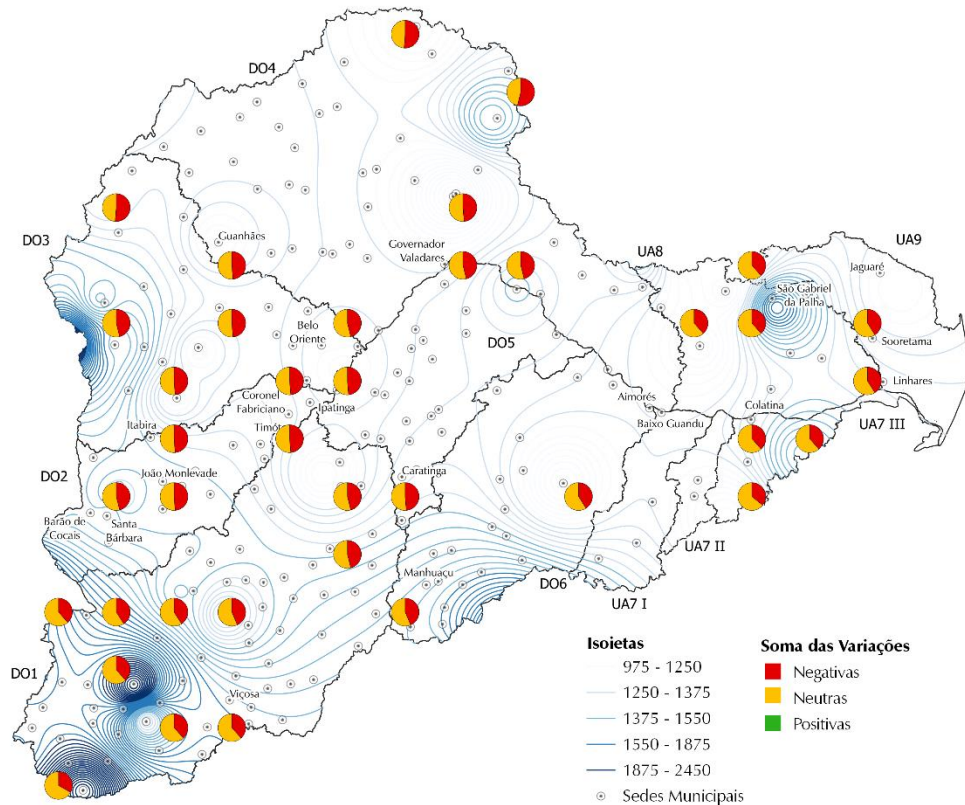 DO4
DO3
Guanhães
Governador
Valadares
UA8
UA9
Jaguaré
São Gabriel
da Palha
Belo
Oriente
DO5
Sooretama
Coronel
Fabriciano
Ipatinga
Aimorés
Linhares
Itabira
Timóteo
Colatina
Baixo Guandu
UA7 III
DO2
João Monlevade
Caratinga
Barão de
Cocais
Santa
Bárbara
UA7 II
Manhuaçu
DO6
UA7 I
DO1
Viçosa
Isoietas
975 - 1250
1250 - 1375
1375 - 1550
1550 - 1875
1875 - 2450
Sedes Municipais
Soma das Variações
Negativas
Neutras
Positivas